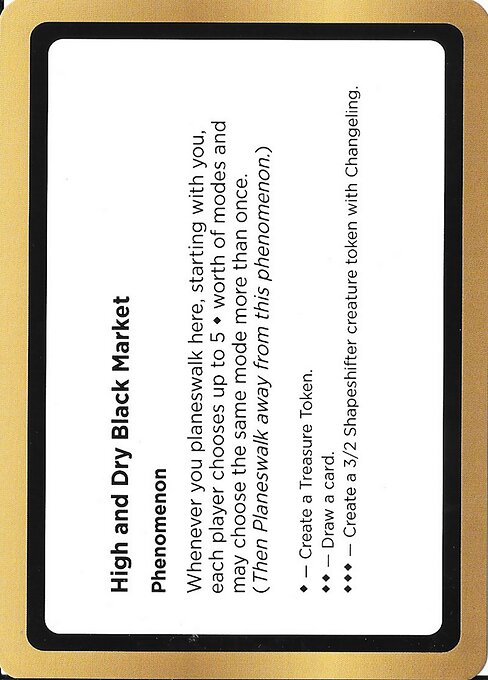 High and Dry Black Market
Phenomenon
Whenever you planeswalk here, starting with you,
each player chooses up to 5 ♦ worth of modes and
may choose the same mode more than once.
(Then Planeswalk away from this phenomenon.)
♦ — Create a Treasure Token.
♦♦ — Draw a card.
♦♦♦ — Create a 3/2 Shapeshifter creature token with Changeling.